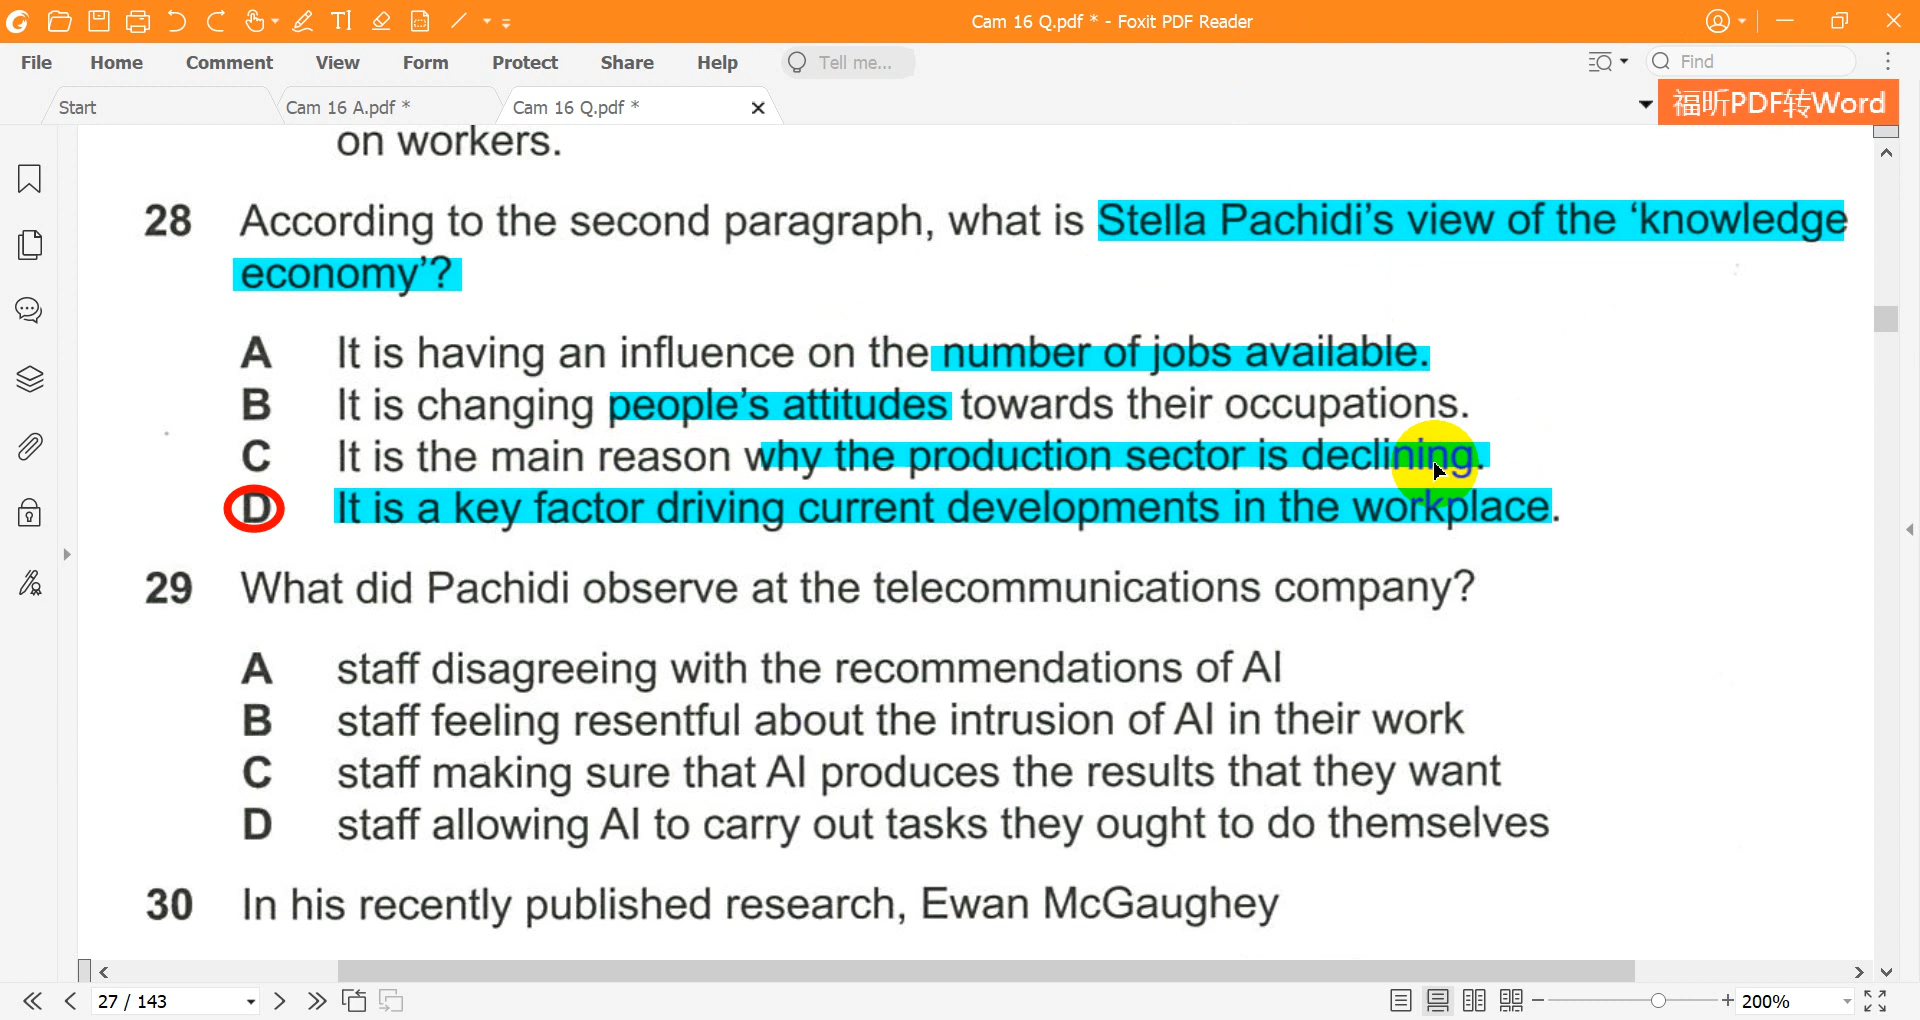 Cam 16 Q.pdf * - Foxit PDF Reader
File Home Comment View Form Protect Share Help Tell me... Find
Start Cam 16 A.pdf * Cam 16 Q.pdf * 福昕PDF转Word
on workers.
28 According to the second paragraph, what is Stella Pachidi's view of the 'knowledge
economy'?
A It is having an influence on the number of jobs available.
B It is changing people's attitudes towards their occupations.
C It is the main reason why the production sector is declining.
D It is a key factor driving current developments in the workplace.
29 What did Pachidi observe at the telecommunications company?
A staff disagreeing with the recommendations of AI
B staff feeling resentful about the intrusion of AI in their work
C staff making sure that AI produces the results that they want
D staff allowing AI to carry out tasks they ought to do themselves
30 In his recently published research, Ewan McGaughey
27 / 143 200%